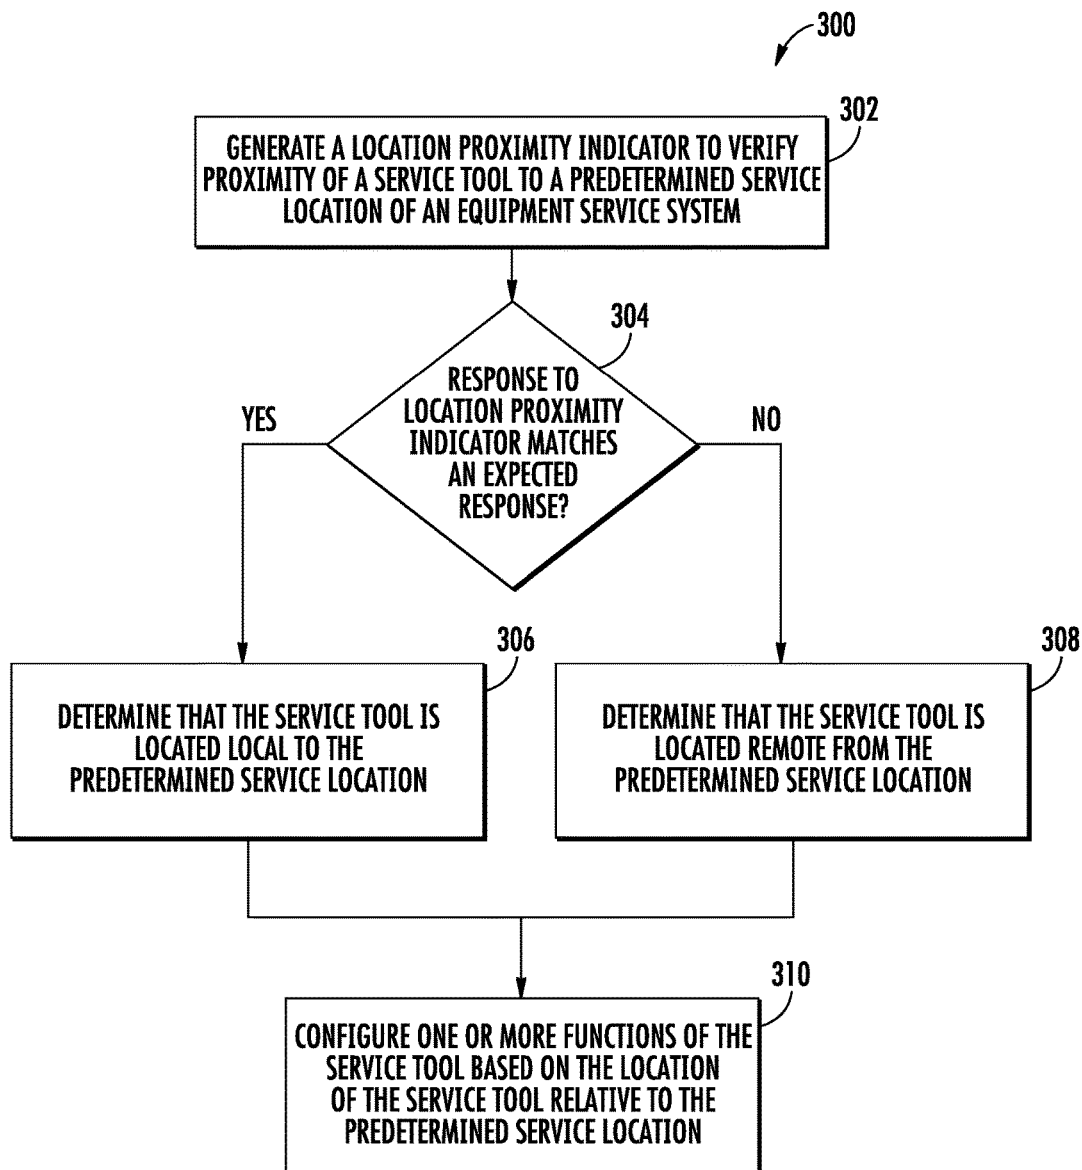 300
302
GENERATE A LOCATION PROXIMITY INDICATOR TO VERIFY
PROXIMITY OF A SERVICE TOOL TO A PREDETERMINED SERVICE
LOCATION OF AN EQUIPMENT SERVICE SYSTEM
304
RESPONSE TO
LOCATION PROXIMITY
INDICATOR MATCHES
AN EXPECTED
RESPONSE?
YES
NO
306
DETERMINE THAT THE SERVICE TOOL IS
LOCATED LOCAL TO THE
PREDETERMINED SERVICE LOCATION
308
DETERMINE THAT THE SERVICE TOOL IS
LOCATED REMOTE FROM THE
PREDETERMINED SERVICE LOCATION
310
CONFIGURE ONE OR MORE FUNCTIONS OF THE
SERVICE TOOL BASED ON THE LOCATION
OF THE SERVICE TOOL RELATIVE TO THE
PREDETERMINED SERVICE LOCATION